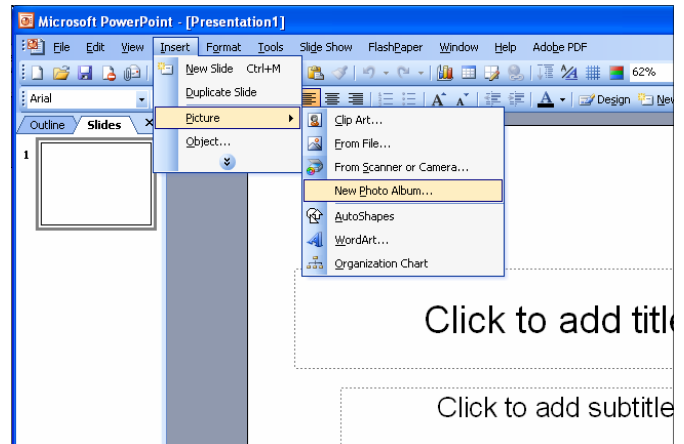 Microsoft PowerPoint - [Presentation1]
File Edit View Insert Format Tools Slide Show FlashPaper Window Help Adobe PDF
62%
Arial
Design
New Slide Ctrl+M
Duplicate Slide
Picture
Object...
Clip Art...
From File...
From Scanner or Camera...
New Photo Album...
AutoShapes
WordArt...
Organization Chart
Outline Slides ×
1
Click to add title
Click to add subtitle